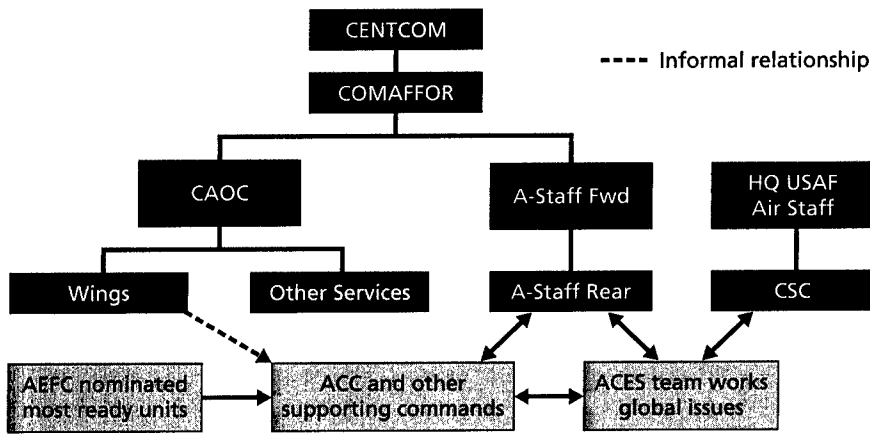 CENTCOM
Informal relationship
COMAFFOR
CAOC
A-Staff Fwd
HQ USAF
Air Staff
Wings
Other Services
A-Staff Rear
CSC
AEFC nominated
most ready units
ACC and other
supporting commands
ACES team works
global issues